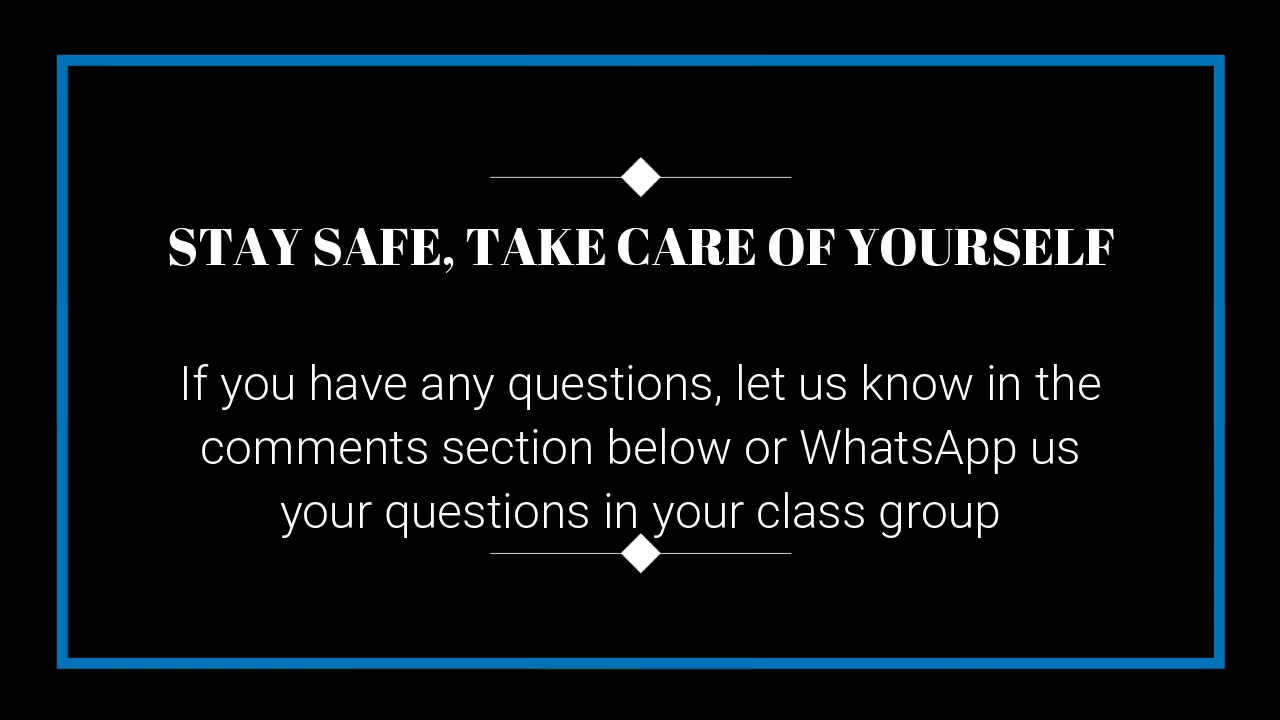 STAY SAFE, TAKE CARE OF YOURSELF
If you have any questions, let us know in the
comments section below or WhatsApp us
your questions in your class group